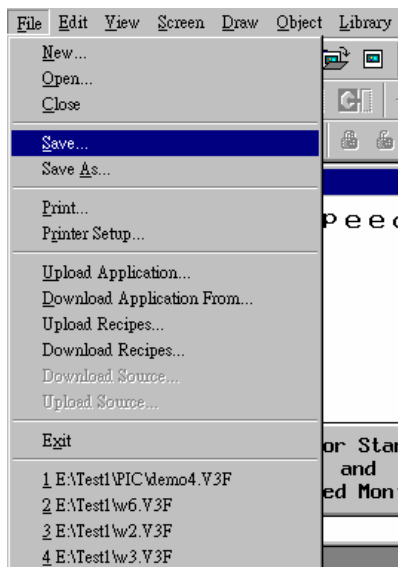 File Edit View Screen Draw Object Library
New...
Open...
Close
Save...
Save As...
Print...
Printer Setup...
Upload Application...
Download Application From...
Upload Recipes...
Download Recipes...
Download Source...
Upload Source...
Exit
1 E:\Test1\PIC\demo4.V3F
2 E:\Test1\w6.V3F
3 E:\Test1\w2.V3F
4 E:\Test1\w3.V3F
peed
or Star
and
ed Mon